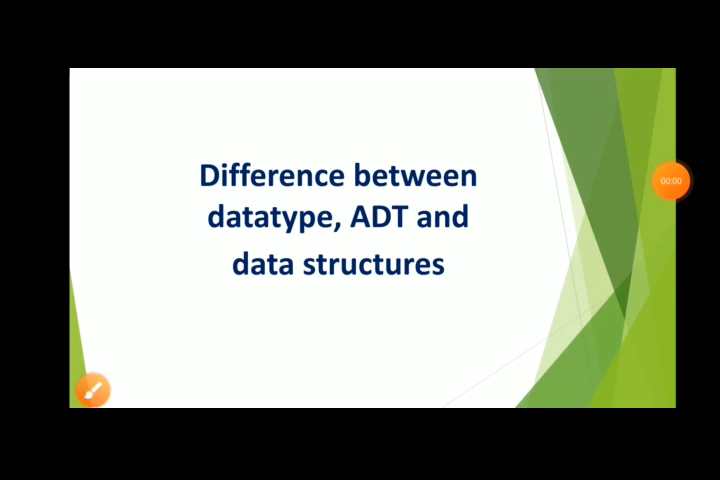 Difference between
datatype, ADT and
data structures
00:00